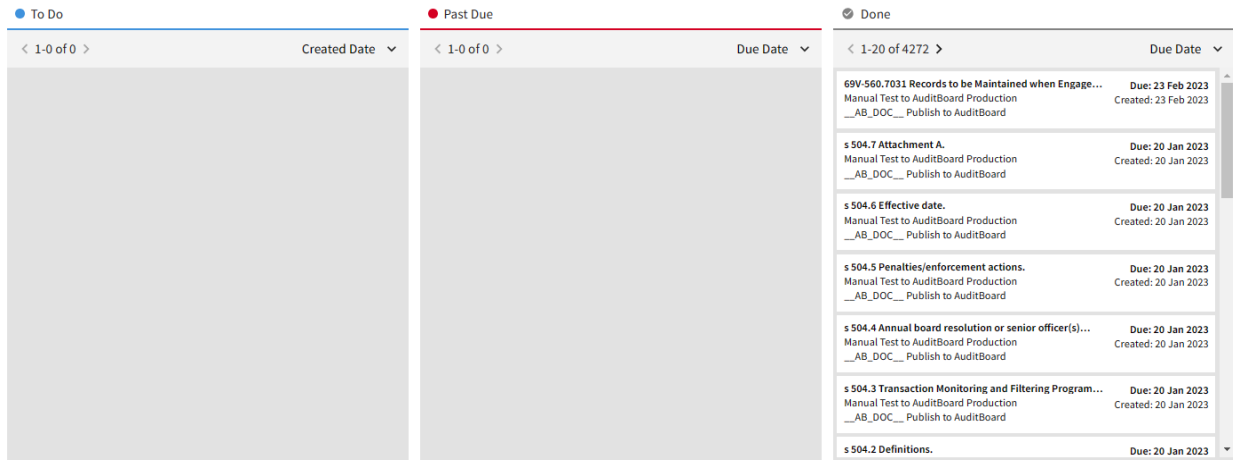 To Do
1-0 of 0
Created Date
Past Due
1-0 of 0
Due Date
Done
1-20 of 4272
Due Date
69V-560.7031 Records to be Maintained when Engage...
Due: 23 Feb 2023
Manual Test to AuditBoard Production
Created: 23 Feb 2023
__AB_DOC__ Publish to AuditBoard
s 504.7 Attachment A.
Due: 20 Jan 2023
Manual Test to AuditBoard Production
Created: 20 Jan 2023
__AB_DOC__ Publish to AuditBoard
s 504.6 Effective date.
Due: 20 Jan 2023
Manual Test to AuditBoard Production
Created: 20 Jan 2023
__AB_DOC__ Publish to AuditBoard
s 504.5 Penalties/enforcement actions.
Due: 20 Jan 2023
Manual Test to AuditBoard Production
Created: 20 Jan 2023
__AB_DOC__ Publish to AuditBoard
s 504.4 Annual board resolution or senior officer(s)...
Due: 20 Jan 2023
Manual Test to AuditBoard Production
Created: 20 Jan 2023
__AB_DOC__ Publish to AuditBoard
s 504.3 Transaction Monitoring and Filtering Program...
Due: 20 Jan 2023
Manual Test to AuditBoard Production
Created: 20 Jan 2023
__AB_DOC__ Publish to AuditBoard
s 504.2 Definitions.
Due: 20 Jan 2023